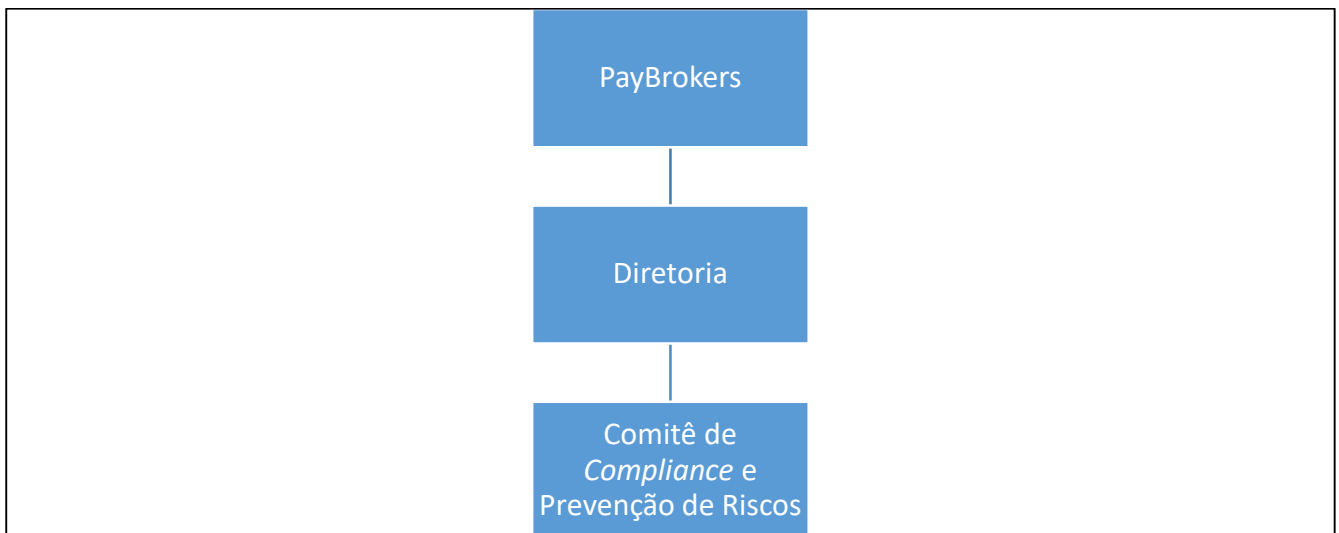 PayBrokers
Diretoria
Comitê de
Compliance e
Prevenção de Riscos